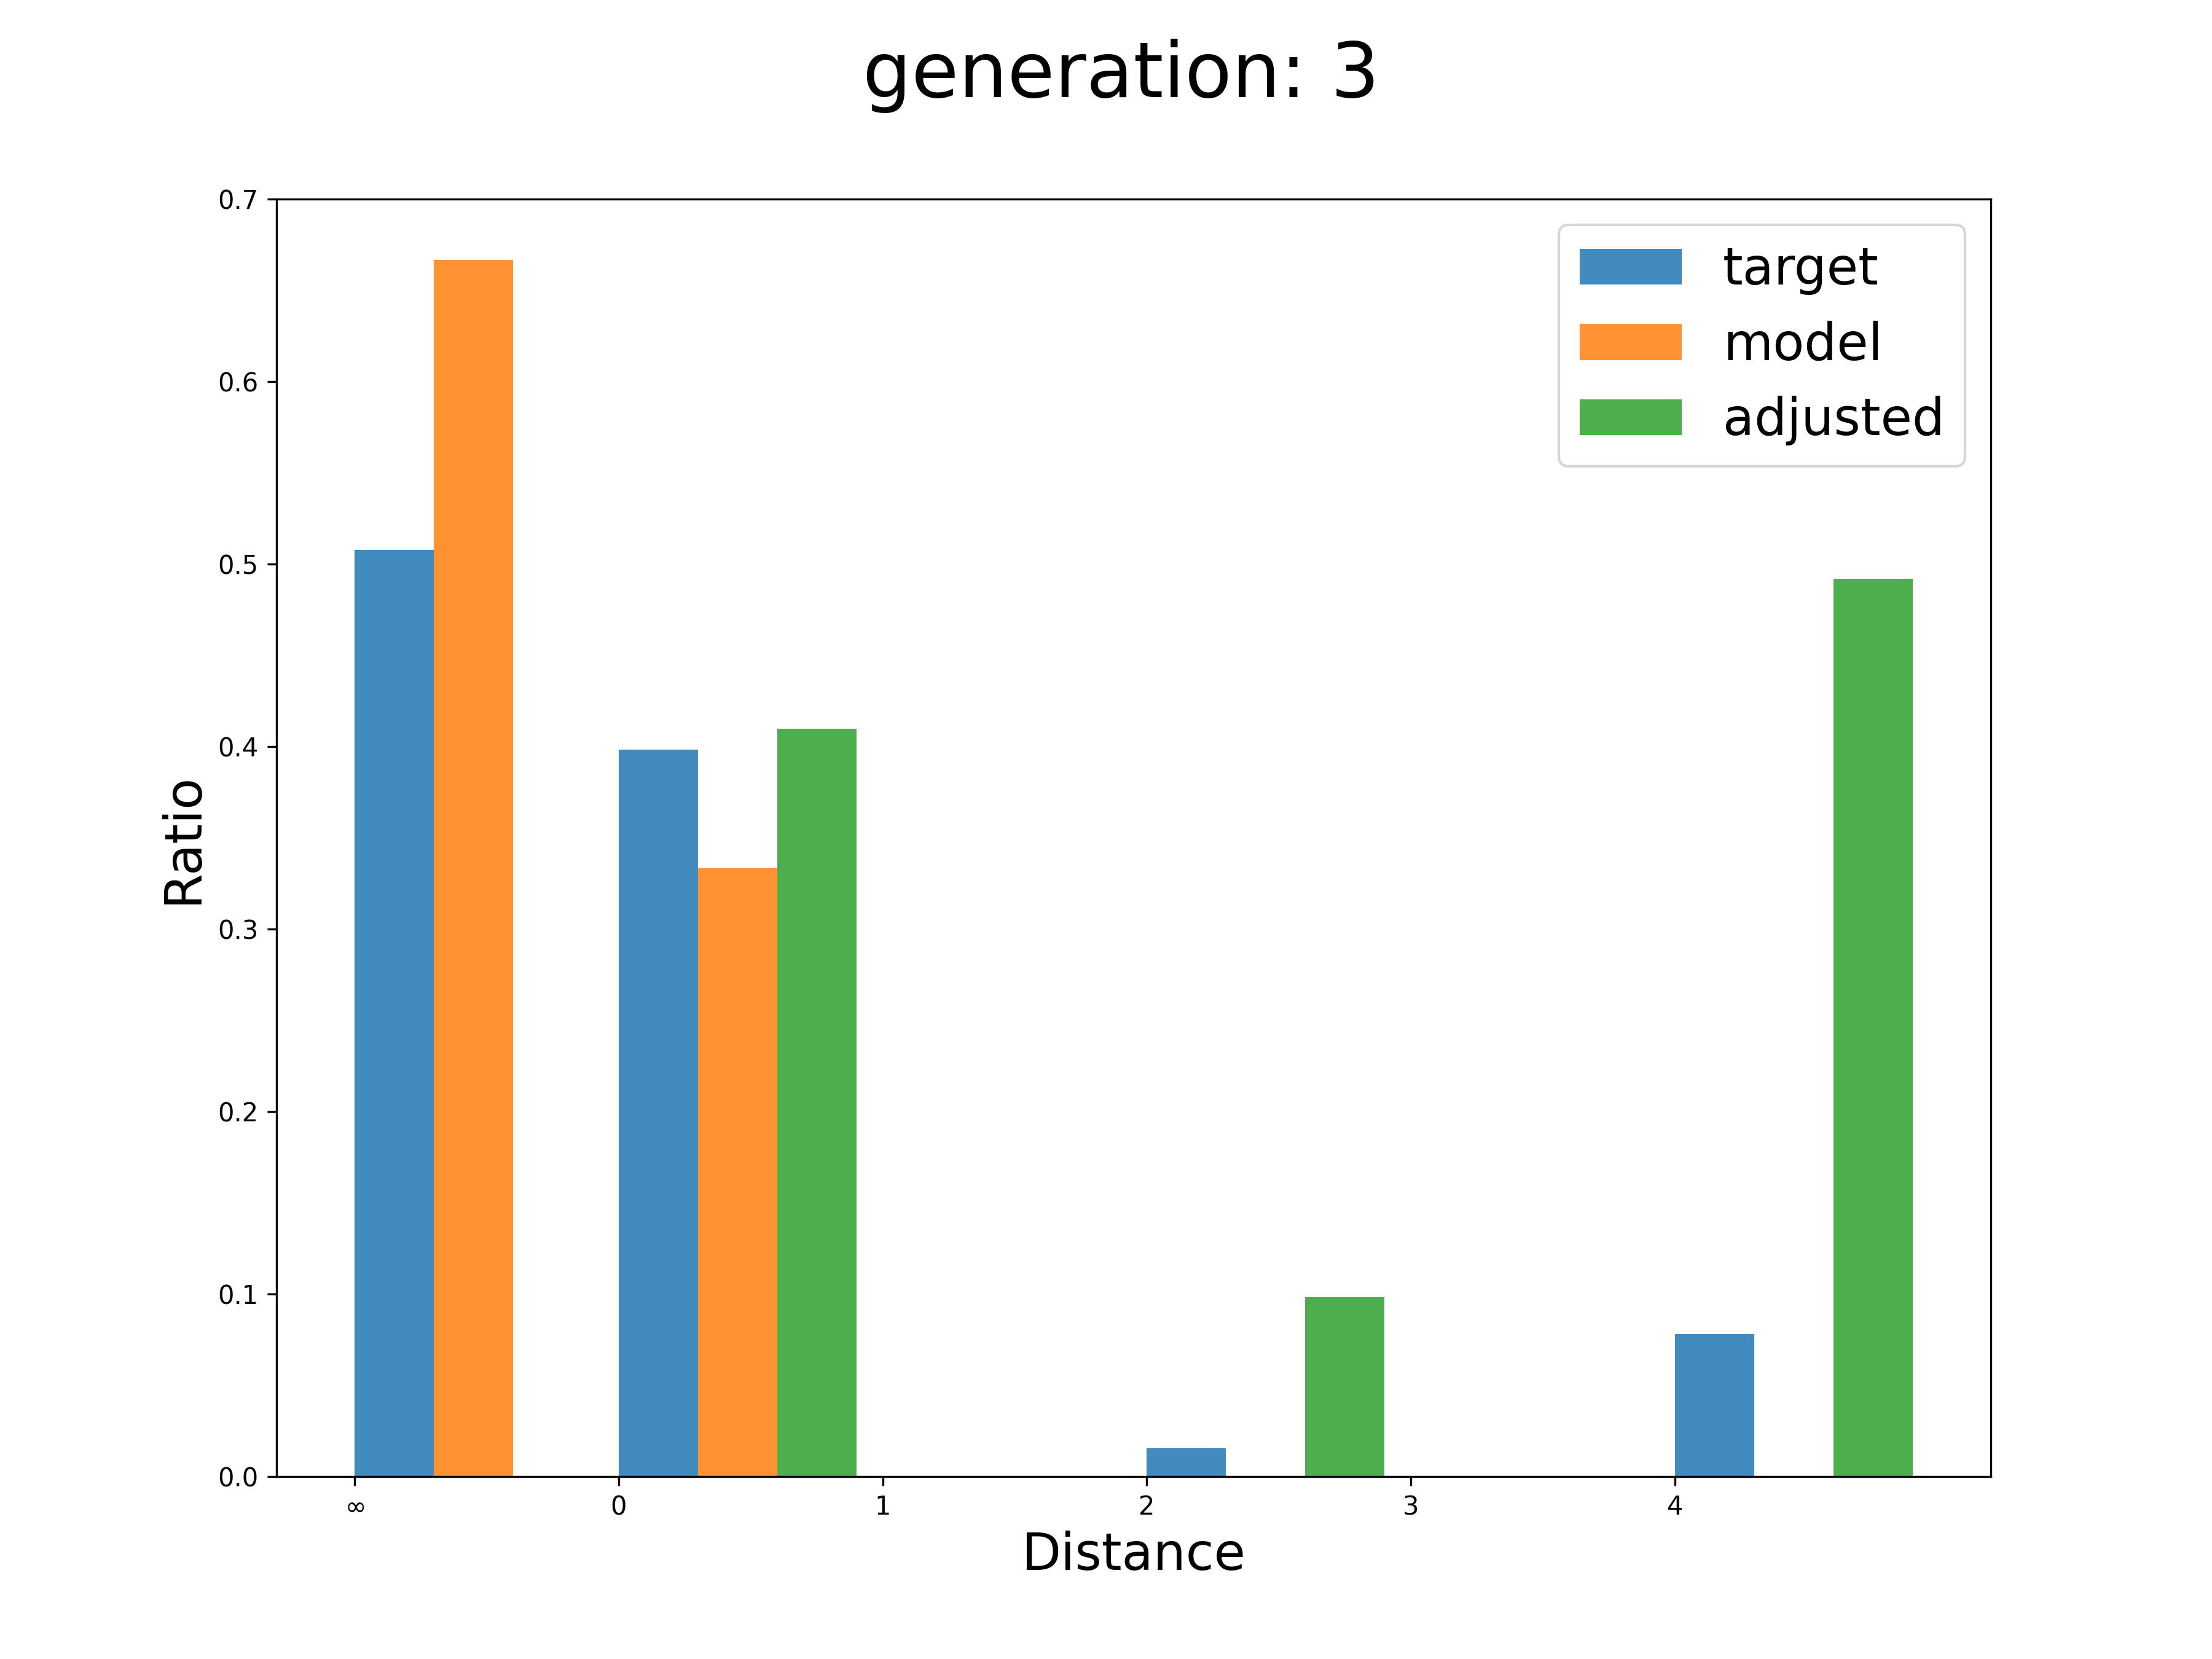 generation: 3
0.7
0.6
0.5
0.4
0.3
0.2
0.1
0.0
Ratio
target
model
adjusted
∞ 0 1 2 3 4
Distance